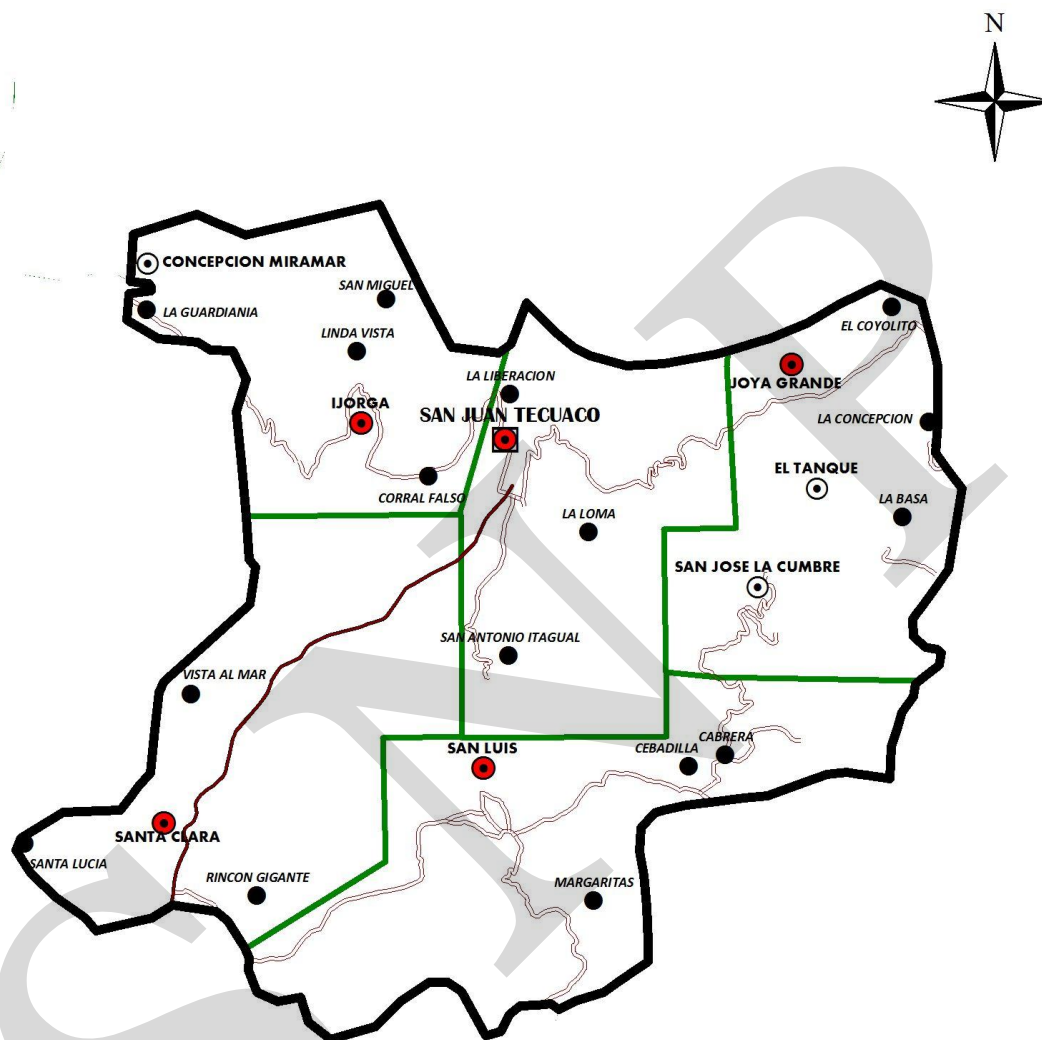 N
CONCEPCION MIRAMAR
SAN MIGUEL
LA GUARDIANIA
EL COYOLITO
LINDA VISTA
LA LIBERACION
JOYA GRANDE
IJORGA
SAN JUAN TECUACO
LA CONCEPCION
EL TANQUE
CORRAL FALSO
LA BASA
LA LOMA
SAN JOSE LA CUMBRE
SAN ANTONIO ITAGUAL
VISTA AL MAR
CABRERA
SAN LUIS
CEBADILLA
SANTA CLARA
SANTA LUCIA
RINCON GIGANTE
MARGARITAS